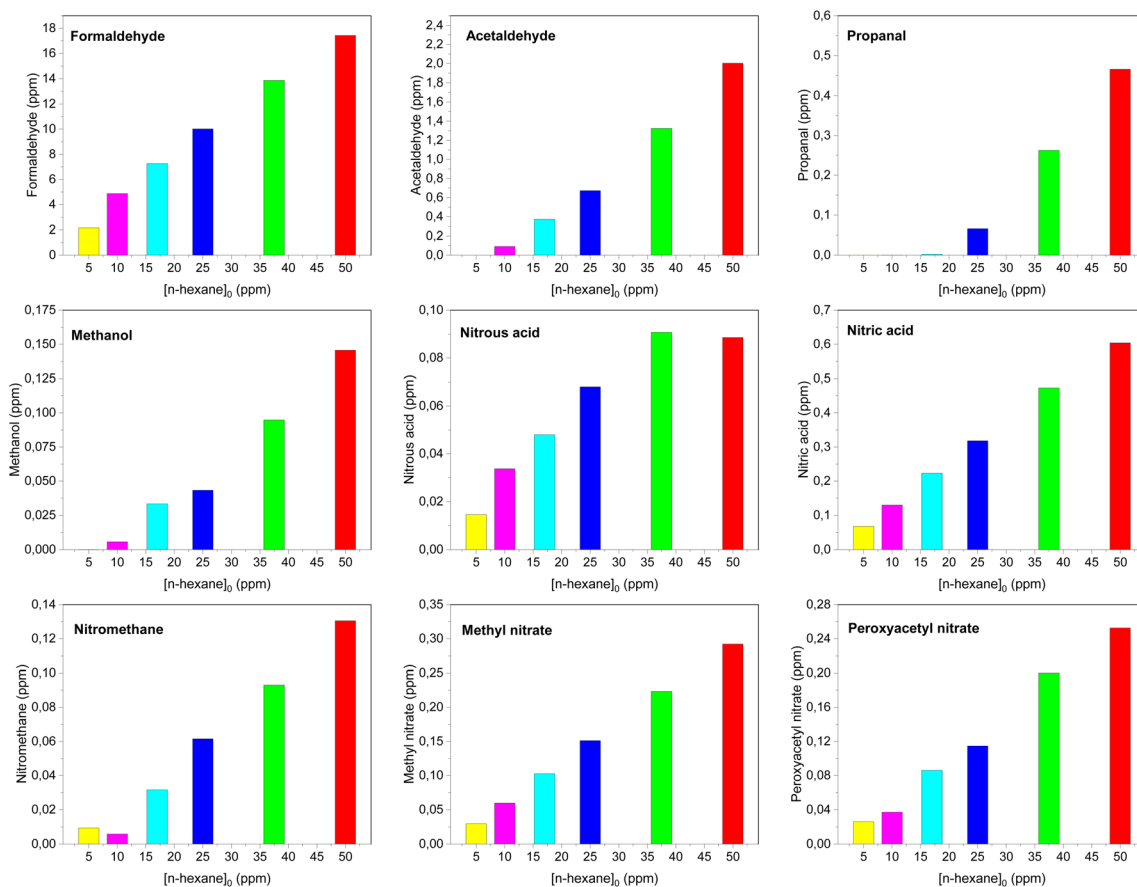 Formaldehyde
Formaldehyde (ppm)
18
16
14
12
10
8
6
4
2
0
5 10 15 20 25 30 35 40 45 50
[n-hexane]0 (ppm)
Acetaldehyde
Acetaldehyde (ppm)
2,4
2,2
2,0
1,8
1,6
1,4
1,2
1,0
0,8
0,6
0,4
0,2
0,0
5 10 15 20 25 30 35 40 45 50
[n-hexane]0 (ppm)
Propanal
Propanal (ppm)
0,6
0,5
0,4
0,3
0,2
0,1
0,0
5 10 15 20 25 30 35 40 45 50
[n-hexane]0 (ppm)
Methanol
Methanol (ppm)
0,175
0,150
0,125
0,100
0,075
0,050
0,025
0,000
5 10 15 20 25 30 35 40 45 50
[n-hexane]0 (ppm)
Nitrous acid
Nitrous acid (ppm)
0,10
0,08
0,06
0,04
0,02
0,00
5 10 15 20 25 30 35 40 45 50
[n-hexane]0 (ppm)
Nitric acid
Nitric acid (ppm)
0,7
0,6
0,5
0,4
0,3
0,2
0,1
0,0
5 10 15 20 25 30 35 40 45 50
[n-hexane]0 (ppm)
Nitromethane
Nitromethane (ppm)
0,14
0,12
0,10
0,08
0,06
0,04
0,02
0,00
5 10 15 20 25 30 35 40 45 50
[n-hexane]0 (ppm)
Methyl nitrate
Methyl nitrate (ppm)
0,35
0,30
0,25
0,20
0,15
0,10
0,05
0,00
5 10 15 20 25 30 35 40 45 50
[n-hexane]0 (ppm)
Peroxyacetyl nitrate
Peroxyacetyl nitrate (ppm)
0,28
0,24
0,20
0,16
0,12
0,08
0,04
0,00
5 10 15 20 25 30 35 40 45 50
[n-hexane]0 (ppm)